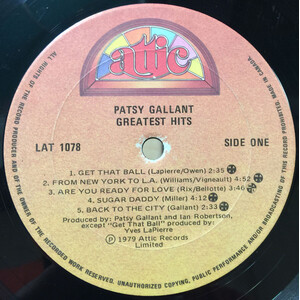 attic
PATSY GALLANT
GREATEST HITS
LAT 1078
SIDE ONE
1. GET THAT BALL (Lapierre/Owen) 2:35
2. FROM NEW YORK TO L.A. (Williams/Vigneault) 4:20
3. ARE YOU READY FOR LOVE (Rix/Bellotte) 3:46
4. SUGAR DADDY (Miller) 4:12
5. BACK TO THE CITY (Gallant) 2:33
Produced by: Patsy Gallant and Ian Robertson,
except "Get That Ball" produced by:
Yves LaPierre
℗ 1979 Attic Records
Limited
ALL RIGHTS OF THE RECORD PRODUCER AND OF THE OWNER OF THE RECORDED WORK RESERVED. UNAUTHORIZED COPYING, PUBLIC PERFORMANCE AND BROADCASTING OF THIS RECORD PROHIBITED. MADE IN CANADA.